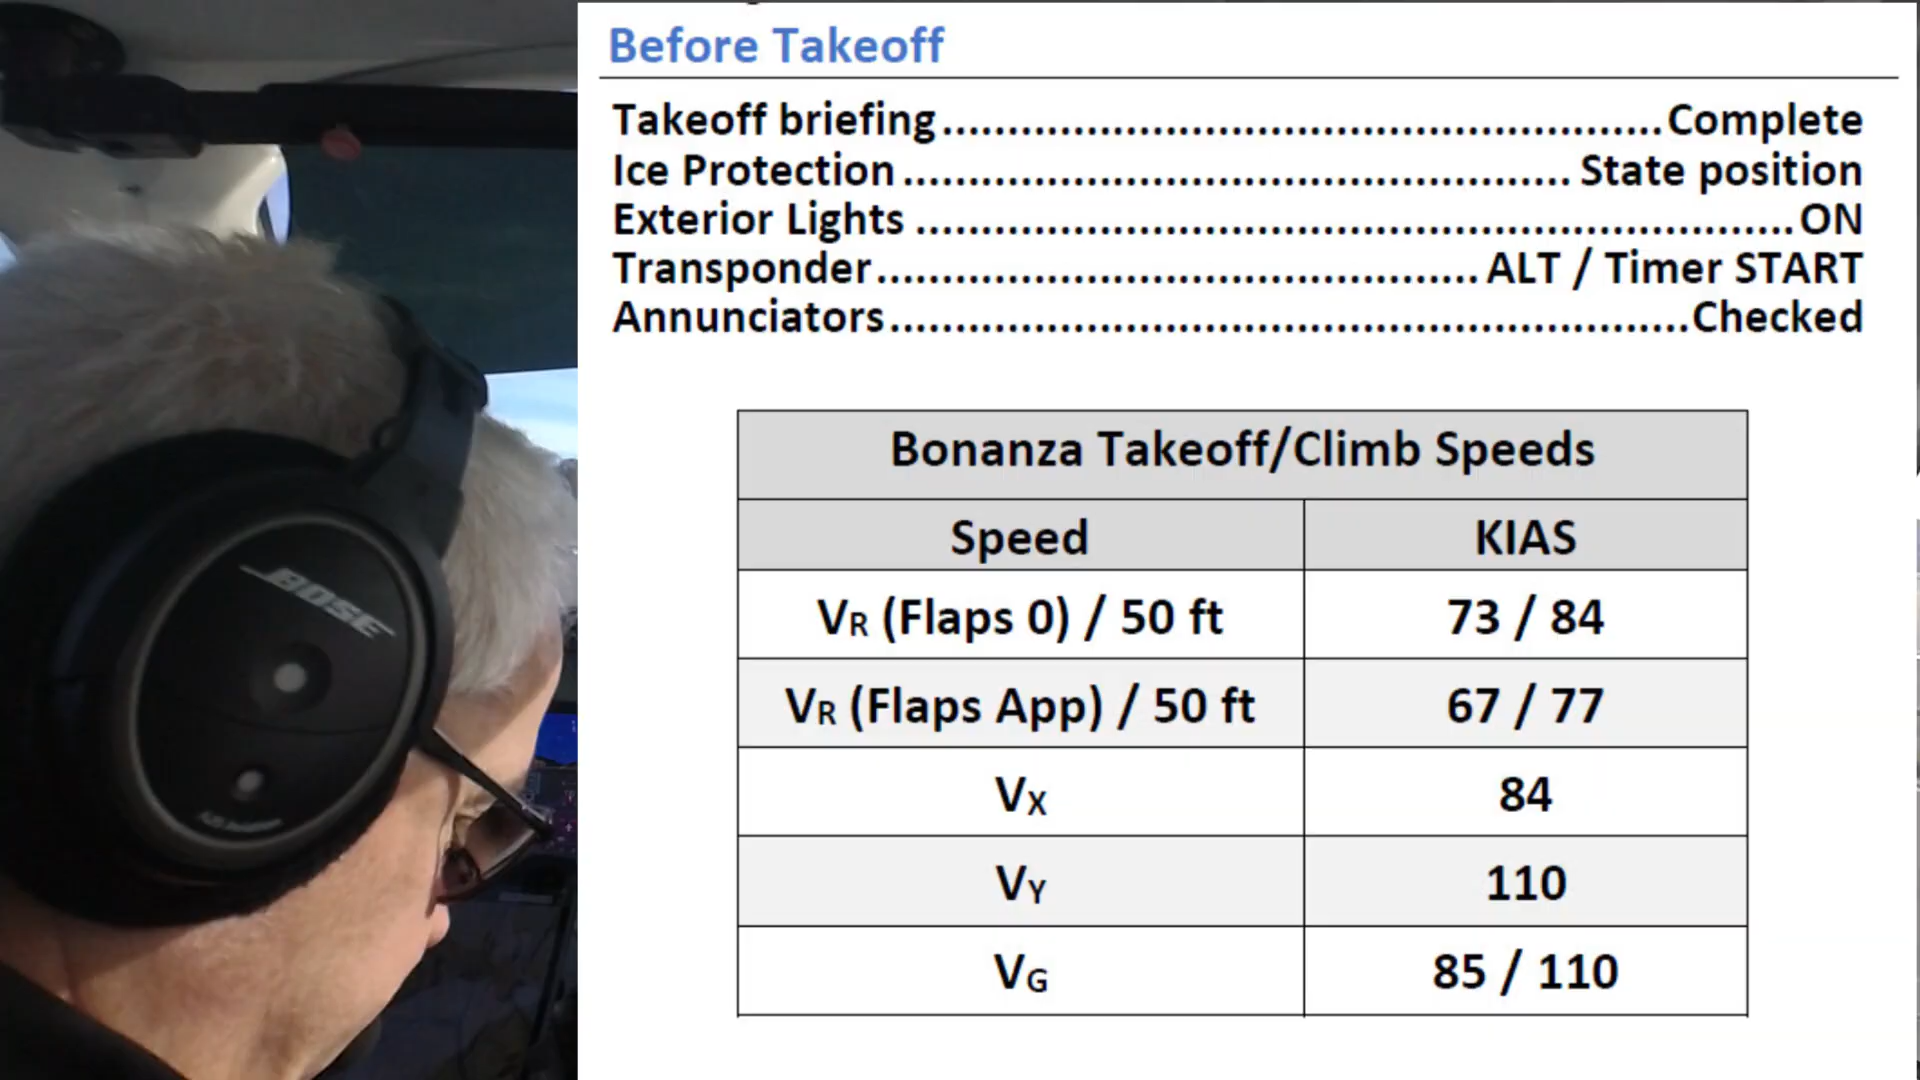 Before Takeoff
Takeoff briefing........................................................Complete
Ice Protection.................................................... State position
Exterior Lights ....................................................................ON
Transponder.............................................. ALT / Timer START
Annunciators.............................................................Checked
Bonanza Takeoff/Climb Speeds
Speed KIAS
VR (Flaps 0) / 50 ft 73 / 84
VR (Flaps App) / 50 ft 67 / 77
VX 84
VY 110
VG 85 / 110
BOSE